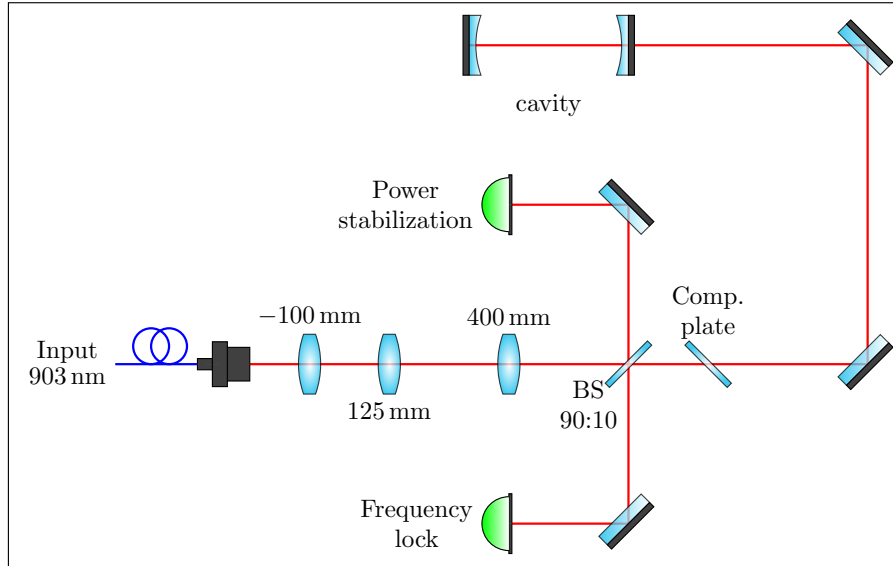 cavity
Power
stabilization
Comp.
plate
−100 mm
400 mm
Input
903 nm
125 mm
BS
90:10
Frequency
lock